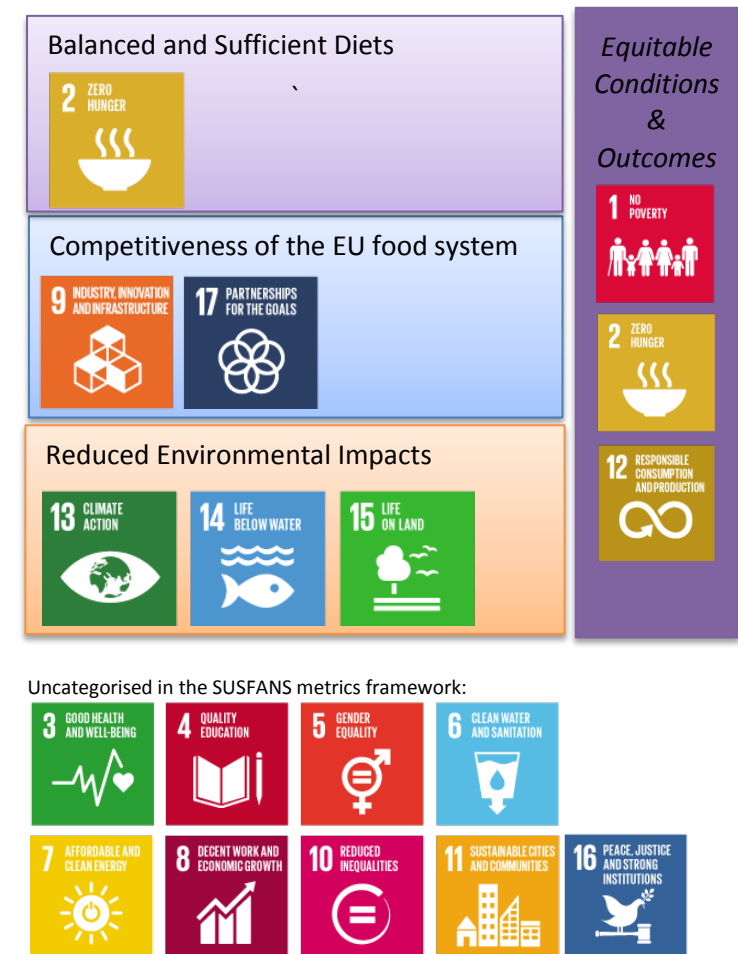 Balanced and Sufficient Diets
2 ZERO
HUNGER
`
Competitiveness of the EU food system
9 INDUSTRY, INNOVATION
AND INFRASTRUCTURE
17 PARTNERSHIPS
FOR THE GOALS
Reduced Environmental Impacts
13 CLIMATE
ACTION
14 LIFE
BELOW WATER
15 LIFE
ON LAND
Equitable
Conditions
&
Outcomes
1 NO
POVERTY
2 ZERO
HUNGER
12 RESPONSIBLE
CONSUMPTION
AND PRODUCTION
Uncategorised in the SUSFANS metrics framework:
3 GOOD HEALTH
AND WELL-BEING
4 QUALITY
EDUCATION
5 GENDER
EQUALITY
6 CLEAN WATER
AND SANITATION
7 AFFORDABLE AND
CLEAN ENERGY
8 DECENT WORK AND
ECONOMIC GROWTH
10 REDUCED
INEQUALITIES
11 SUSTAINABLE CITIES
AND COMMUNITIES
16 PEACE, JUSTICE
AND STRONG
INSTITUTIONS